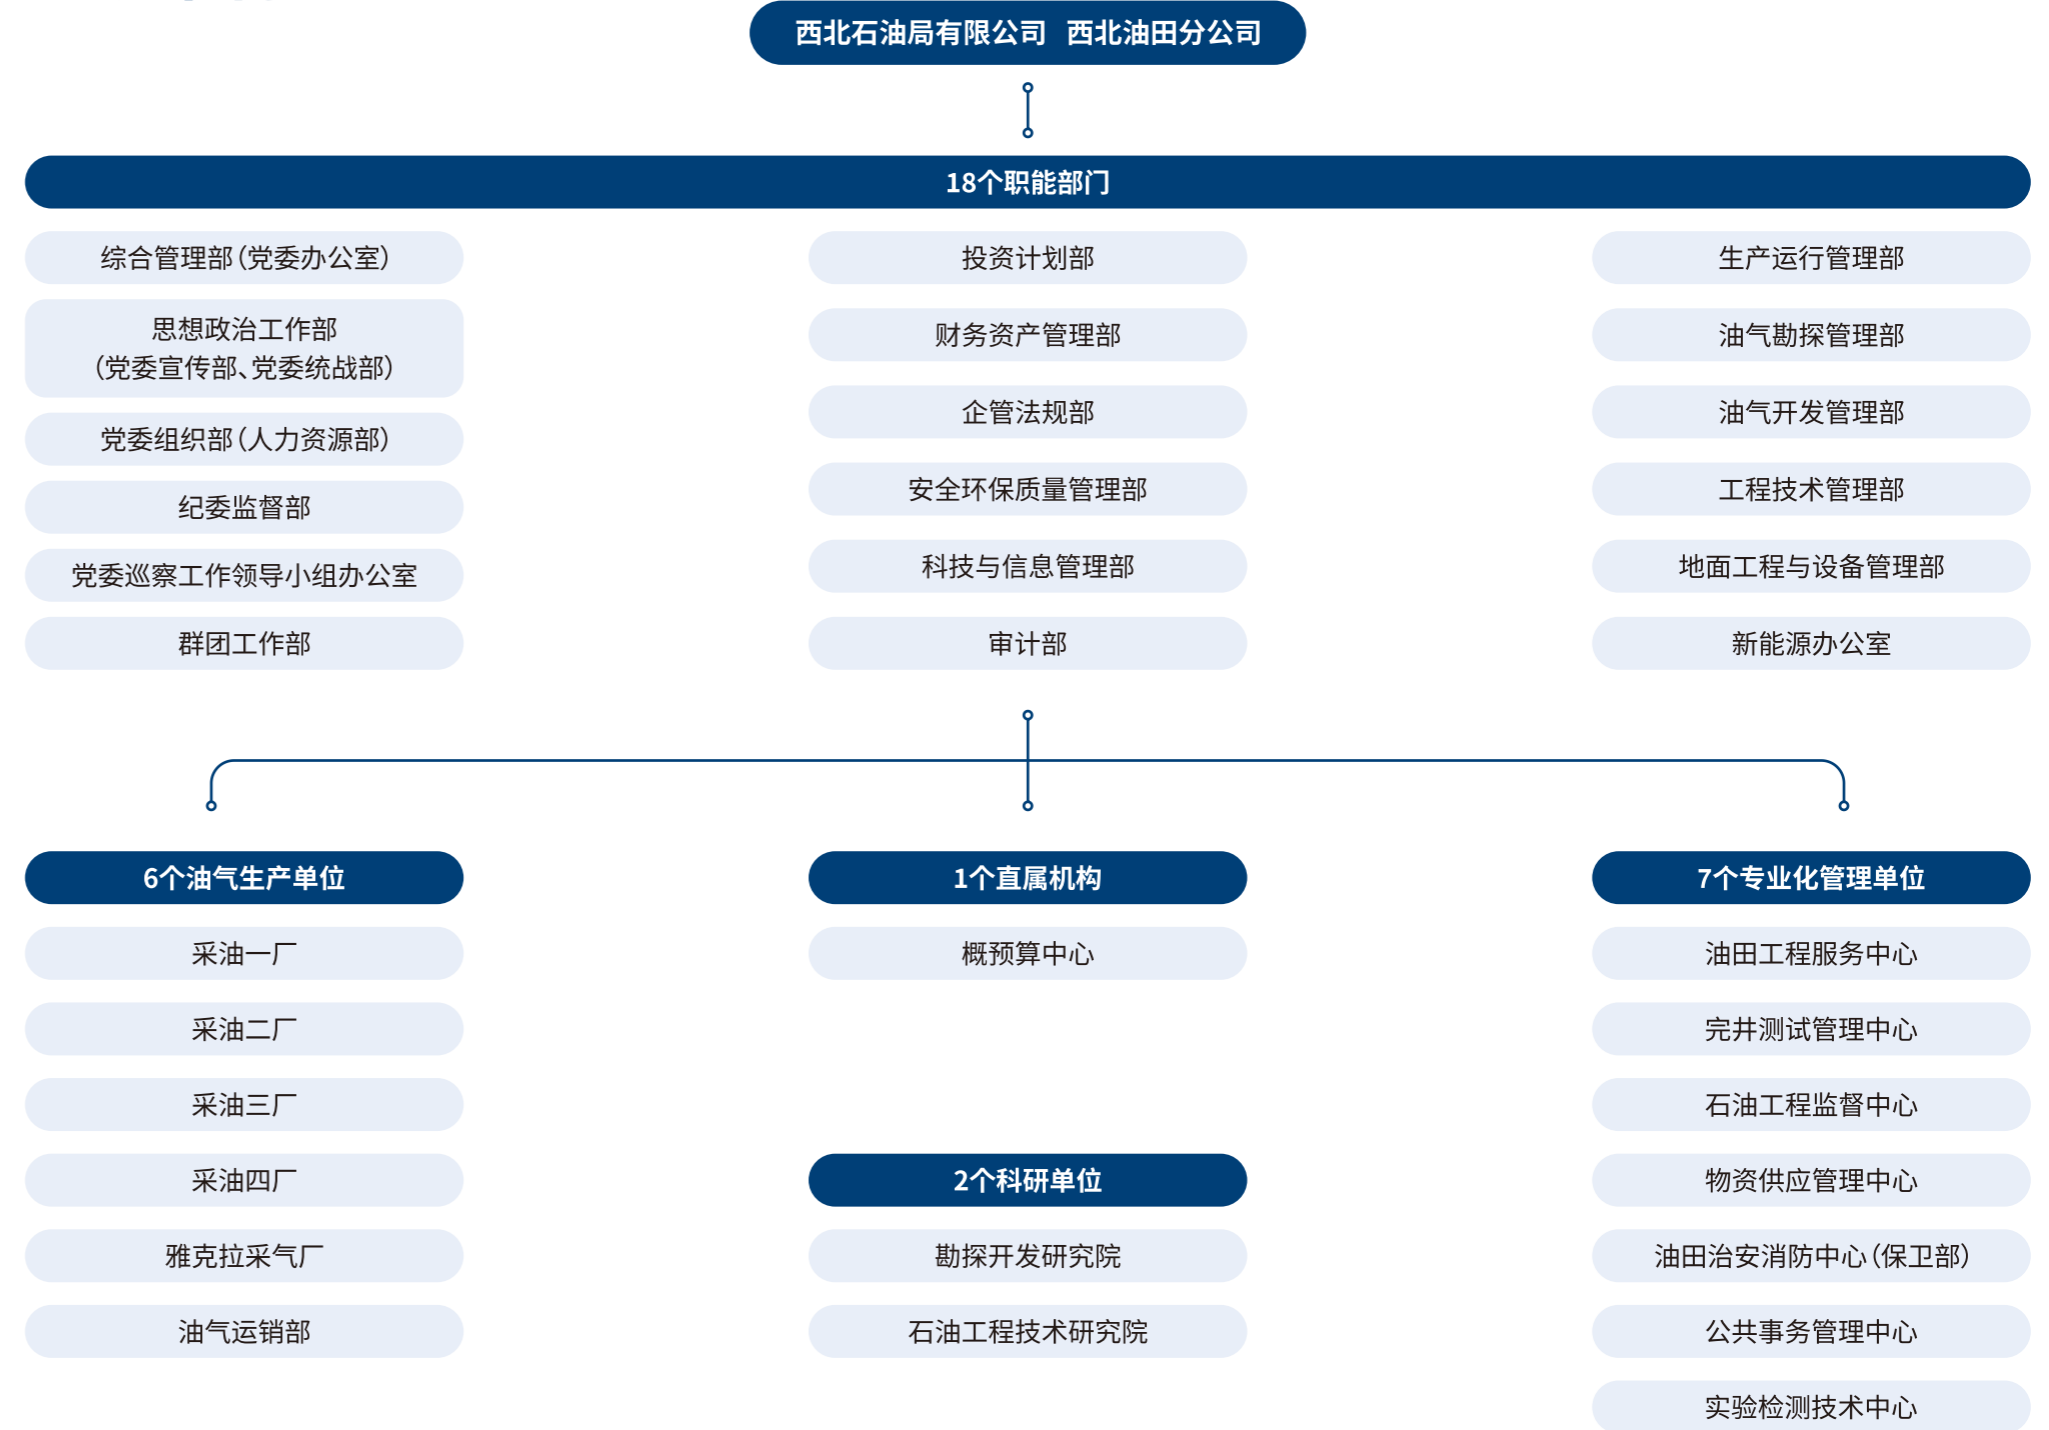 西北石油局有限公司 西北油田分公司
18个职能部门
综合管理部（党委办公室）
思想政治工作部
（党委宣传部、党委统战部）
党委组织部（人力资源部）
纪委监督部
党委巡察工作领导小组办公室
群团工作部
投资计划部
财务资产管理部
企管法规部
安全环保质量管理部
科技与信息管理部
审计部
生产运行管理部
油气勘探管理部
油气开发管理部
工程技术管理部
地面工程与设备管理部
新能源办公室
6个油气生产单位
采油一厂
采油二厂
采油三厂
采油四厂
雅克拉采气厂
油气运销部
1个直属机构
概预算中心
2个科研单位
勘探开发研究院
石油工程技术研究院
7个专业化管理单位
油田工程服务中心
完井测试管理中心
石油工程监督中心
物资供应管理中心
油田治安消防中心（保卫部）
公共事务管理中心
实验检测技术中心